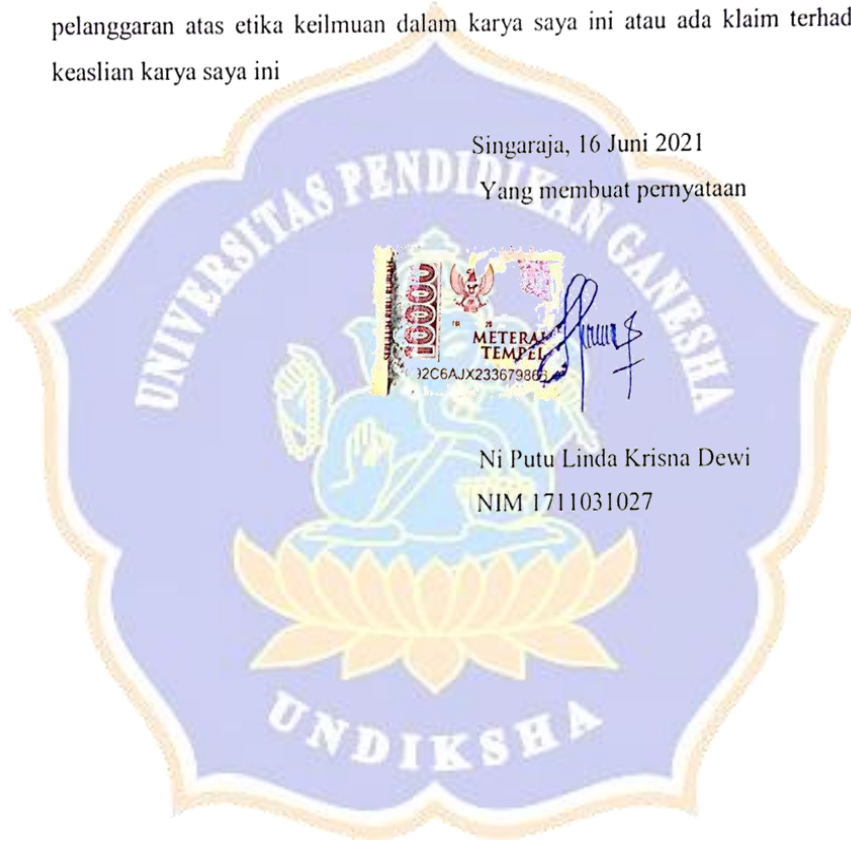 pelanggaran atas etika keilmuan dalam karya saya ini atau ada klaim terhad
keaslian karya saya ini
Singaraja, 16 Juni 2021
Yang membuat pernyataan
UNIVERSITAS PENDIDIKAN GANESHA
10000
METERAI
TEMPEL
92C6AJX233679866
Ni Putu Linda Krisna Dewi
NIM 1711031027
UNDIKSHA